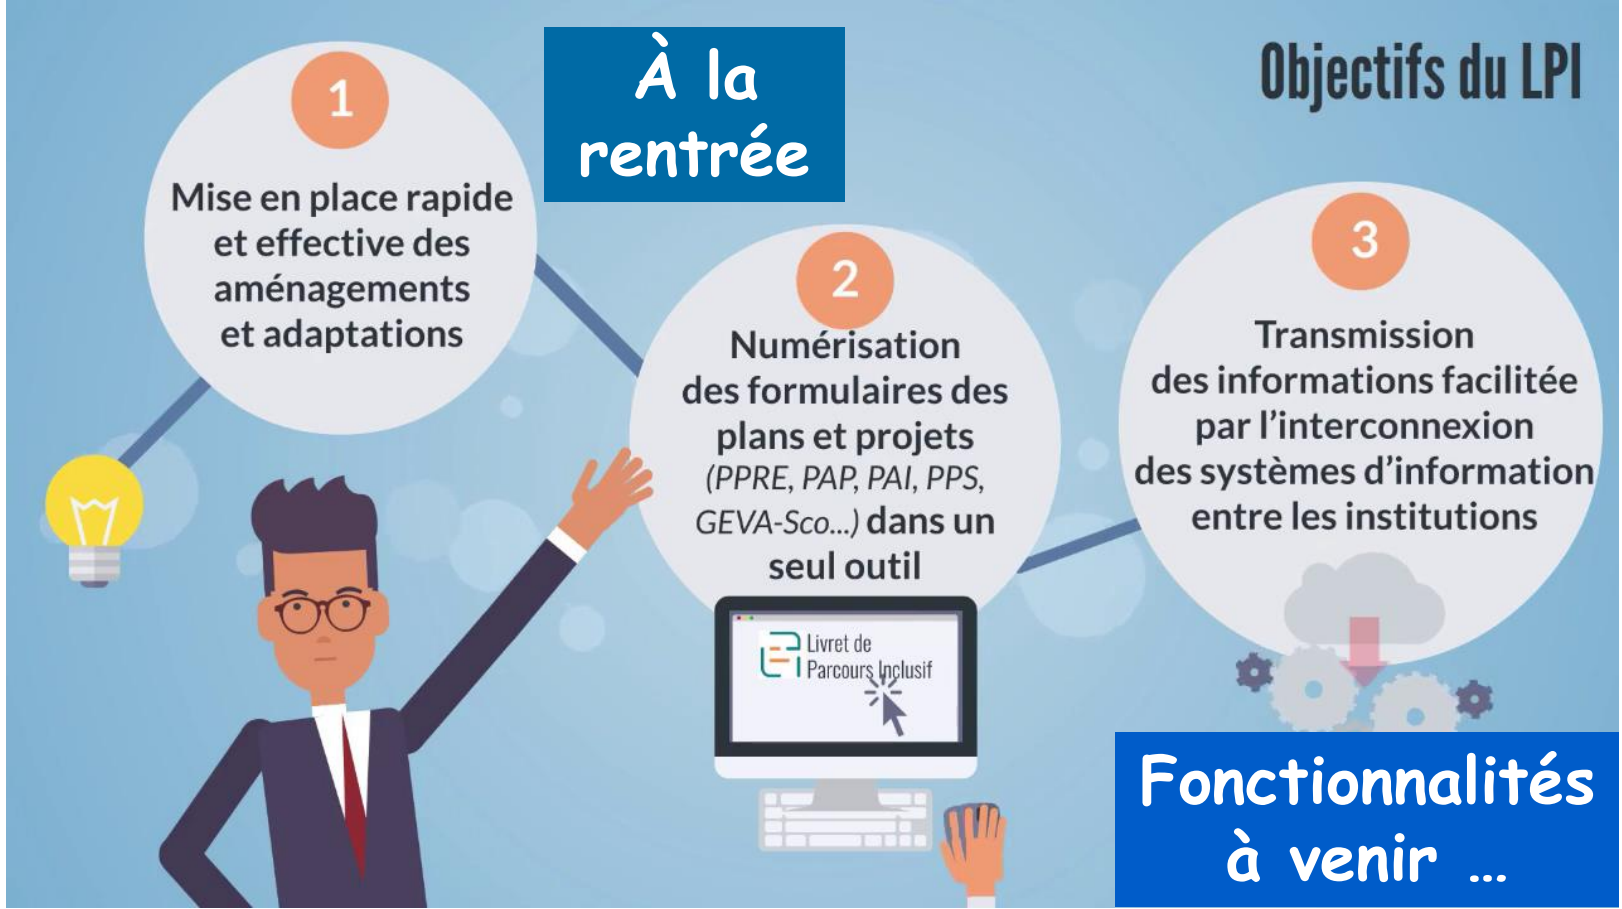 Objectifs du LPI
À la
rentrée
1
Mise en place rapide
et effective des
aménagements
et adaptations
2
Numérisation
des formulaires des
plans et projets
(PPRE, PAP, PAI, PPS,
GEVA-Sco...) dans un
seul outil
Livret de
Parcours Inclusif
3
Transmission
des informations facilitée
par l’interconnexion
des systèmes d’information
entre les institutions
Fonctionnalités
à venir ...